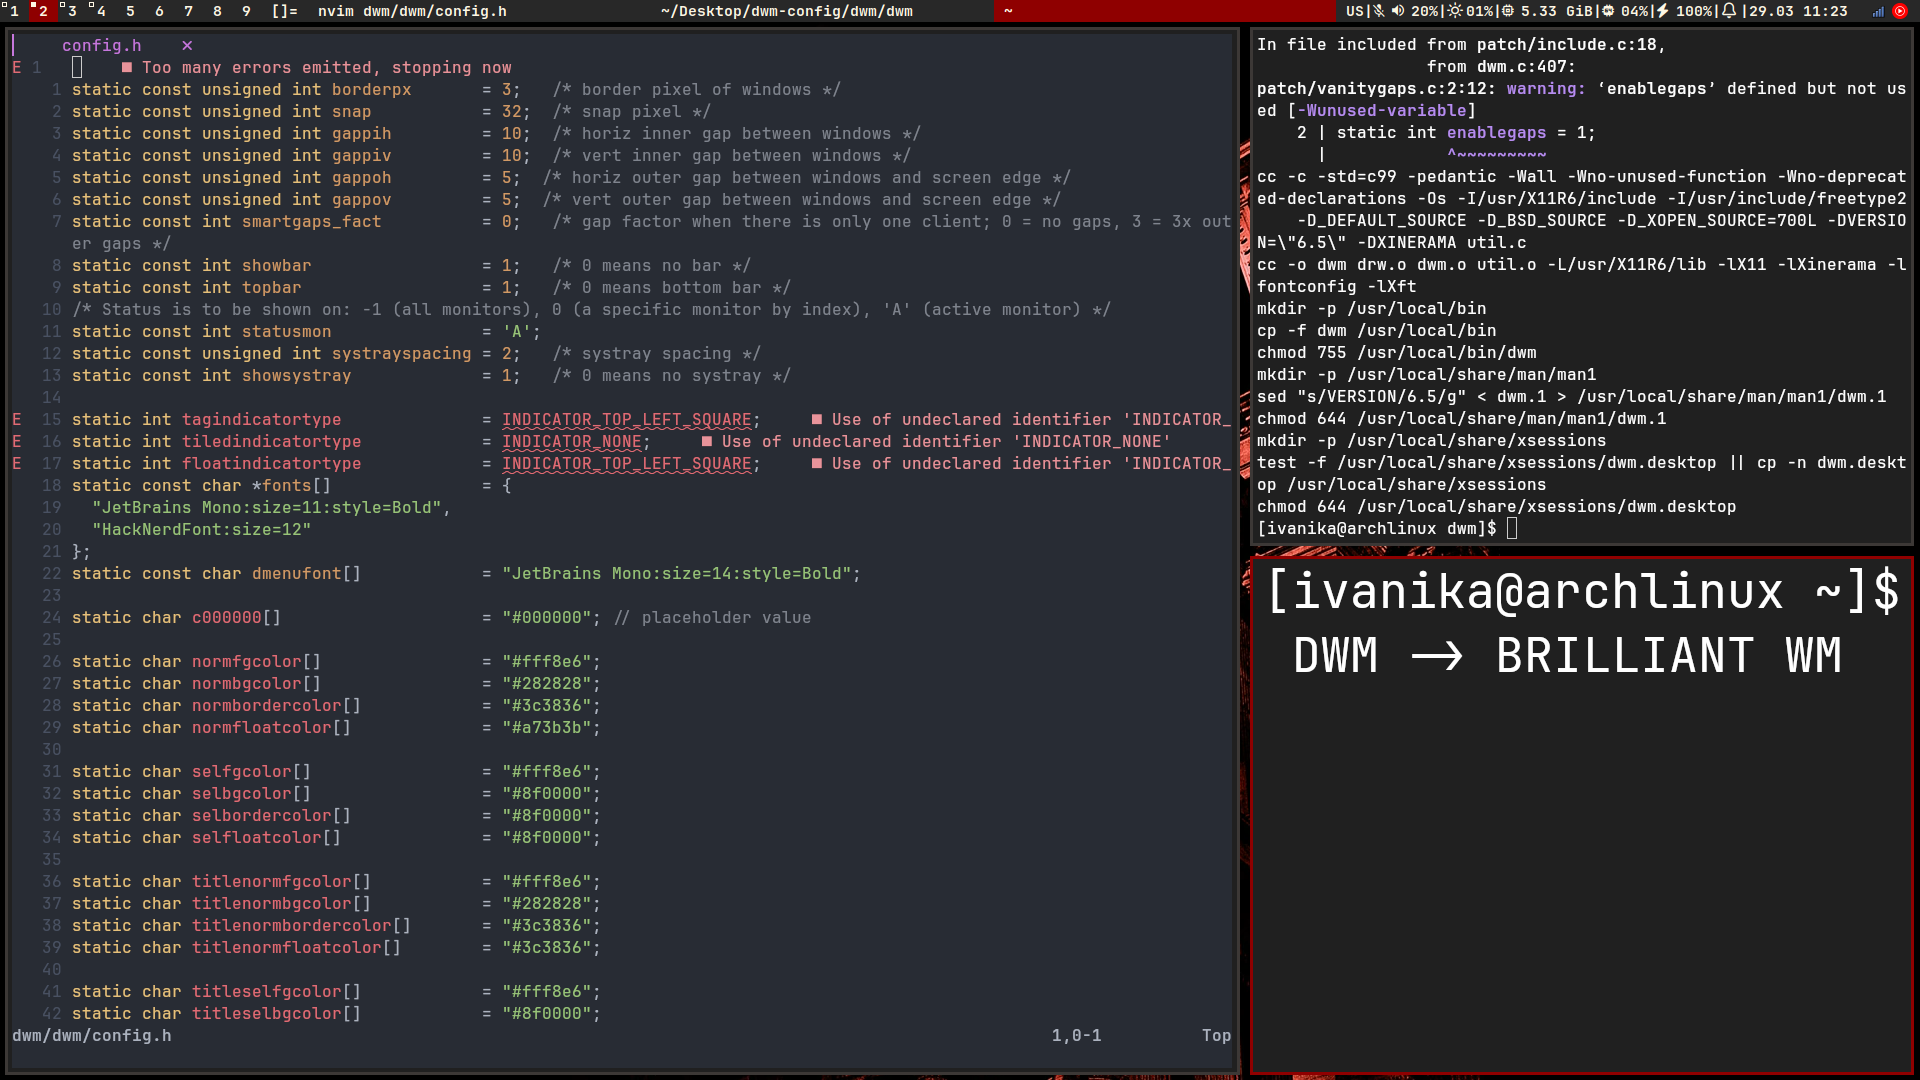 1 2 3 4 5 6 7 8 9 []= nvim dwm/dwm/config.h ~/Desktop/dwm-config/dwm/dwm ~ US| 20%| 01%| 5.33 GiB| 04%| 100%| |29.03 11:23
config.h ×
E 1 ■ Too many errors emitted, stopping now
1 static const unsigned int borderpx = 3; /* border pixel of windows */
2 static const unsigned int snap = 32; /* snap pixel */
3 static const unsigned int gappih = 10; /* horiz inner gap between windows */
4 static const unsigned int gappiv = 10; /* vert inner gap between windows */
5 static const unsigned int gappoh = 5; /* horiz outer gap between windows and screen edge */
6 static const unsigned int gappov = 5; /* vert outer gap between windows and screen edge */
7 static const int smartgaps_fact = 0; /* gap factor when there is only one client; 0 = no gaps, 3 = 3x out
er gaps */
8 static const int showbar = 1; /* 0 means no bar */
9 static const int topbar = 1; /* 0 means bottom bar */
10 /* Status is to be shown on: -1 (all monitors), 0 (a specific monitor by index), 'A' (active monitor) */
11 static const int statusmon = 'A';
12 static const unsigned int systrayspacing = 2; /* systray spacing */
13 static const int showsystray = 1; /* 0 means no systray */
14
E 15 static int tagindicatortype = INDICATOR_TOP_LEFT_SQUARE; ■ Use of undeclared identifier 'INDICATOR_
E 16 static int tiledindicatortype = INDICATOR_NONE; ■ Use of undeclared identifier 'INDICATOR_NONE'
E 17 static int floatindicatortype = INDICATOR_TOP_LEFT_SQUARE; ■ Use of undeclared identifier 'INDICATOR_
18 static const char *fonts[] = {
19 "JetBrains Mono:size=11:style=Bold",
20 "HackNerdFont:size=12"
21 };
22 static const char dmenufont[] = "JetBrains Mono:size=14:style=Bold";
23
24 static char c000000[] = "#000000"; // placeholder value
25
26 static char normfgcolor[] = "#fff8e6";
27 static char normbgcolor[] = "#282828";
28 static char normbordercolor[] = "#3c3836";
29 static char normfloatcolor[] = "#a73b3b";
30
31 static char selfgcolor[] = "#fff8e6";
32 static char selbgcolor[] = "#8f0000";
33 static char selbordercolor[] = "#8f0000";
34 static char selfloatcolor[] = "#8f0000";
35
36 static char titlenormfgcolor[] = "#fff8e6";
37 static char titlenormbgcolor[] = "#282828";
38 static char titlenormbordercolor[] = "#3c3836";
39 static char titlenormfloatcolor[] = "#3c3836";
40
41 static char titleselfgcolor[] = "#fff8e6";
42 static char titleselbgcolor[] = "#8f0000";
dwm/dwm/config.h 1,0-1 Top
In file included from patch/include.c:18,
from dwm.c:407:
patch/vanitygaps.c:2:12: warning: ‘enablegaps’ defined but not us
ed [-Wunused-variable]
2 | static int enablegaps = 1;
| ^~~~~~~~~~
cc -c -std=c99 -pedantic -Wall -Wno-unused-function -Wno-deprecat
ed-declarations -Os -I/usr/X11R6/include -I/usr/include/freetype2
-D_DEFAULT_SOURCE -D_BSD_SOURCE -D_XOPEN_SOURCE=700L -DVERSIO
N=\"6.5\" -DXINERAMA util.c
cc -o dwm drw.o dwm.o util.o -L/usr/X11R6/lib -lX11 -lXinerama -l
fontconfig -lXft
mkdir -p /usr/local/bin
cp -f dwm /usr/local/bin
chmod 755 /usr/local/bin/dwm
mkdir -p /usr/local/share/man/man1
sed "s/VERSION/6.5/g" < dwm.1 > /usr/local/share/man/man1/dwm.1
chmod 644 /usr/local/share/man/man1/dwm.1
mkdir -p /usr/local/share/xsessions
test -f /usr/local/share/xsessions/dwm.desktop || cp -n dwm.deskt
op /usr/local/share/xsessions
chmod 644 /usr/local/share/xsessions/dwm.desktop
[ivanika@archlinux dwm]$
[ivanika@archlinux ~]$
DWM -> BRILLIANT WM